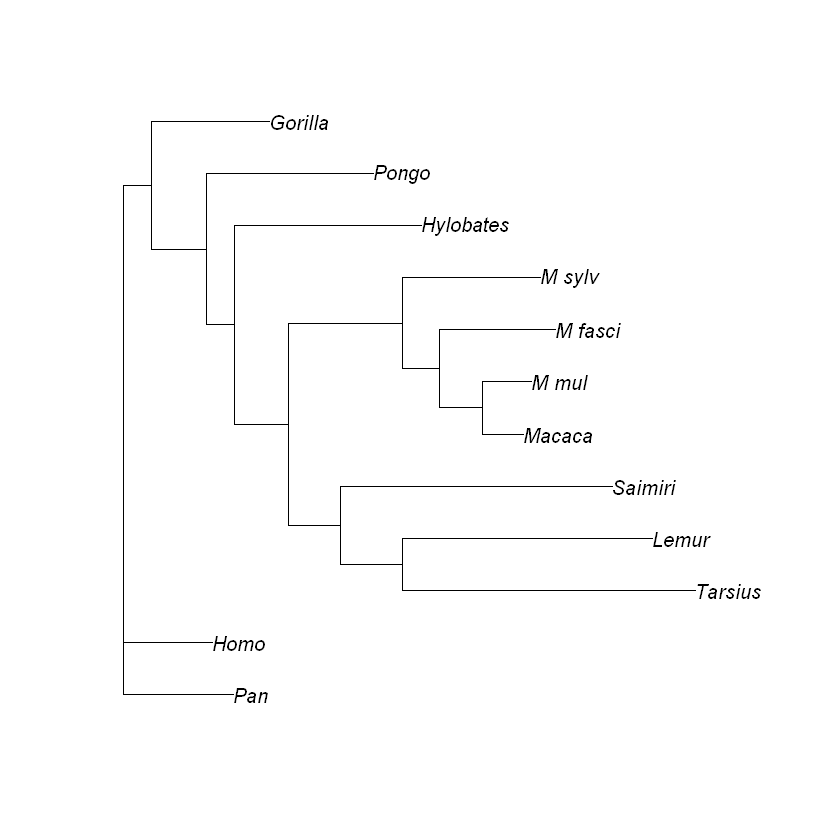 Gorilla
Pongo
Hylobates
M sylv
M fasci
M mul
Macaca
Saimiri
Lemur
Tarsius
Homo
Pan